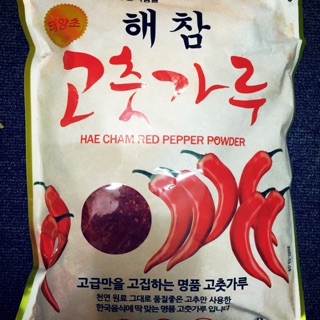 태양초
해참
고춧가루
HAE CHAM RED PEPPER POWDER
고급만을 고집하는 명품 고춧가루
천연 원료 그대로 품질좋은 고추만 사용한
한국음식에 딱 맞는 명품 고춧가루 입니다